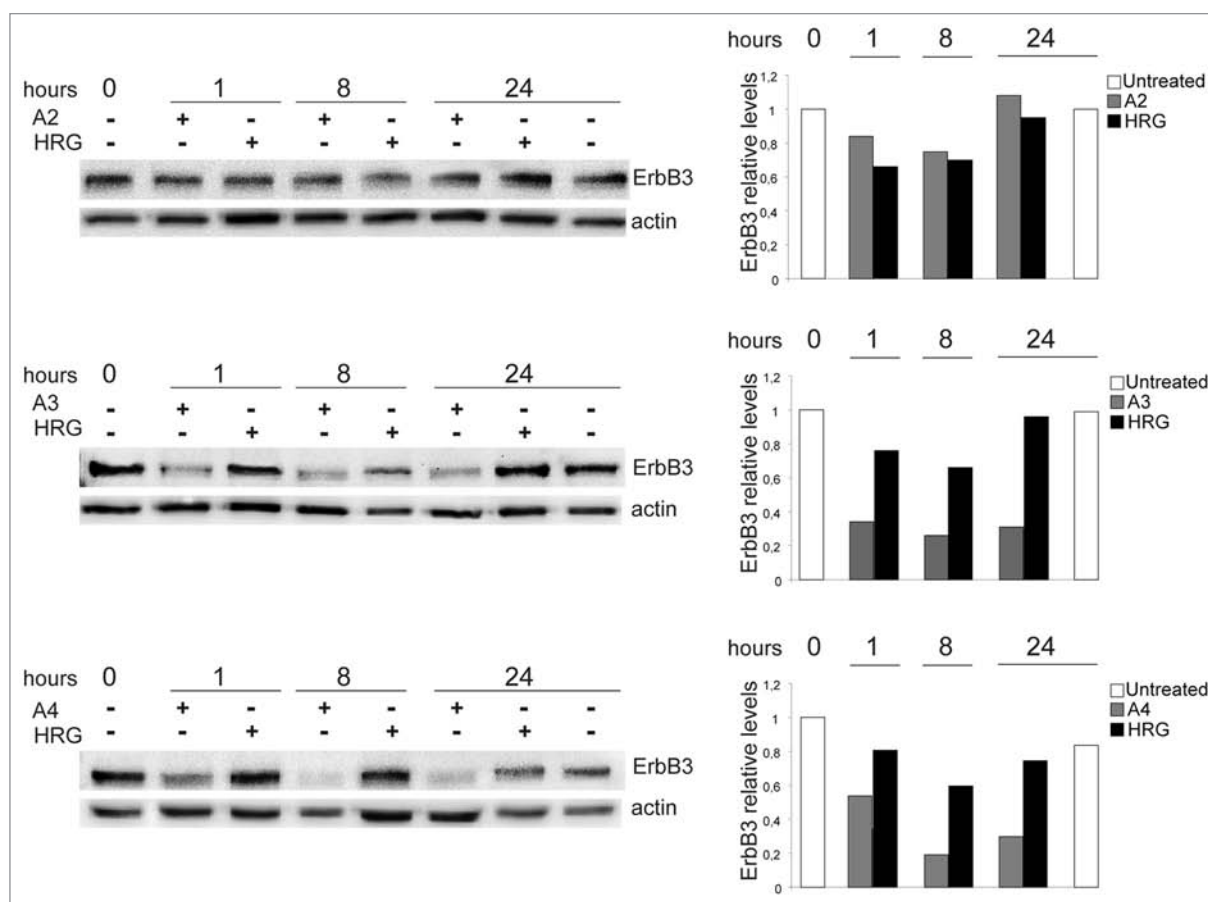 hours 0 1 8 24
A2 - + - + - + - -
HRG - - + - + - + -
ErbB3
actin
hours 0 1 8 24
1,2
1
0,8
0,6
0,4
0,2
0
ErbB3 relative levels
Untreated
A2
HRG
hours 0 1 8 24
A3 - + - + - + - -
HRG - - + - + - + -
ErbB3
actin
hours 0 1 8 24
1,2
1
0,8
0,6
0,4
0,2
0
ErbB3 relative levels
Untreated
A3
HRG
hours 0 1 8 24
A4 - + - + - + - -
HRG - - + - + - + -
ErbB3
actin
hours 0 1 8 24
1,2
1
0,8
0,6
0,4
0,2
0
ErbB3 relative levels
Untreated
A4
HRG